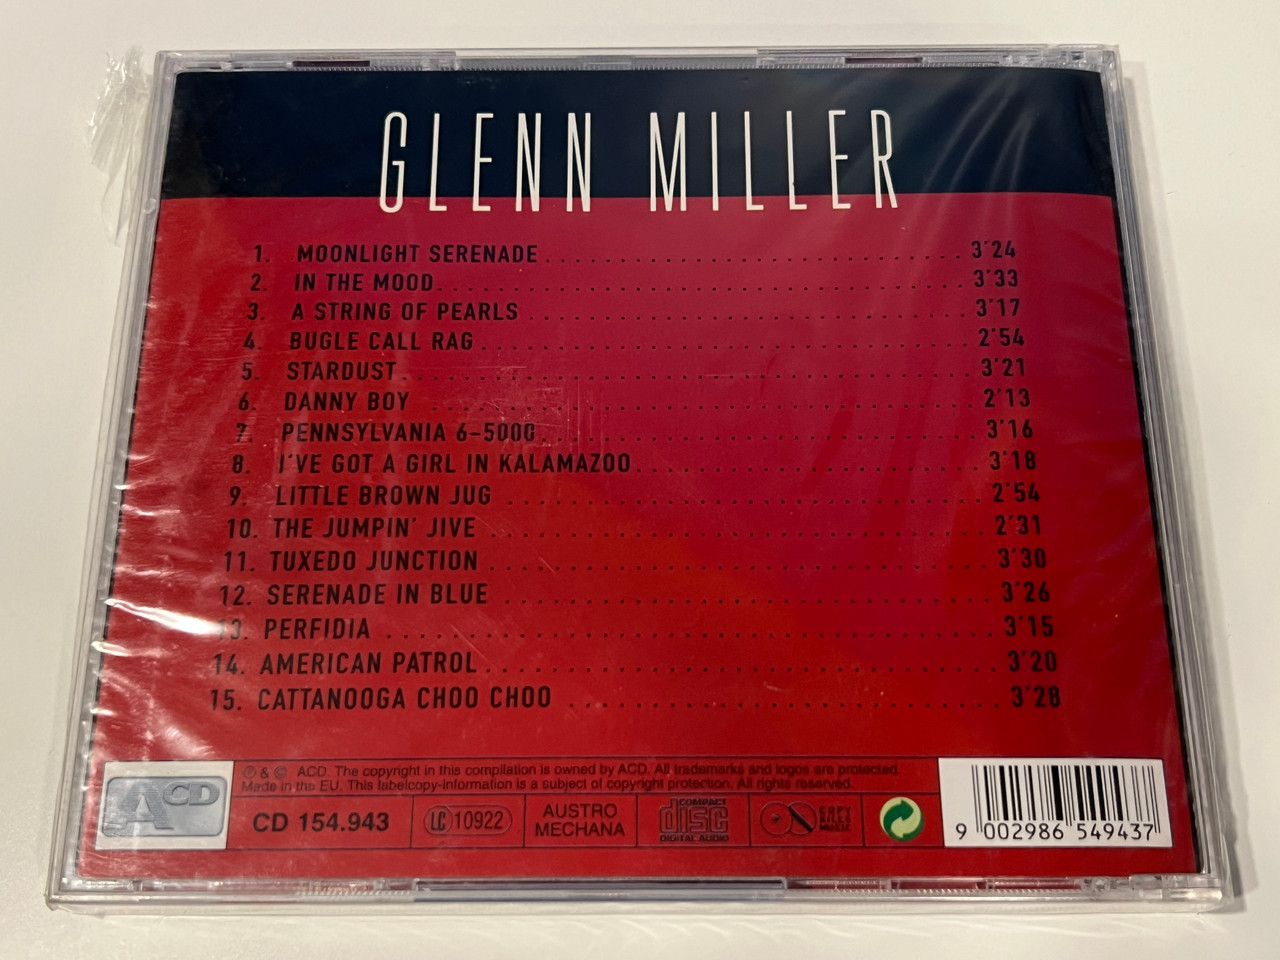 GLENN MILLER
1. MOONLIGHT SERENADE 3'24
2. IN THE MOOD 3'33
3. A STRING OF PEARLS 3'17
4. BUGLE CALL RAG 2'54
5. STARDUST 3'21
6. DANNY BOY 2'13
7. PENNSYLVANIA 6-5000 3'16
8. I'VE GOT A GIRL IN KALAMAZOO 3'18
9. LITTLE BROWN JUG 2'54
10. THE JUMPIN' JIVE 2'31
11. TUXEDO JUNCTION 3'30
12. SERENADE IN BLUE 3'26
13. PERFIDIA 3'15
14. AMERICAN PATROL 3'20
15. CATTANOOGA CHOO CHOO 3'28
℗ & © ACD. The copyright in this compilation is owned by ACD. All trademarks and logos are protected.
Made in the EU. This labelcopy-information is a subject of copyright protection. All rights reserved.
ACD
CD 154.943
LC 10922
AUSTRO
MECHANA
COMPACT
disc
DIGITAL AUDIO
COPY
KILLS
MUSIC
9 002986 549437